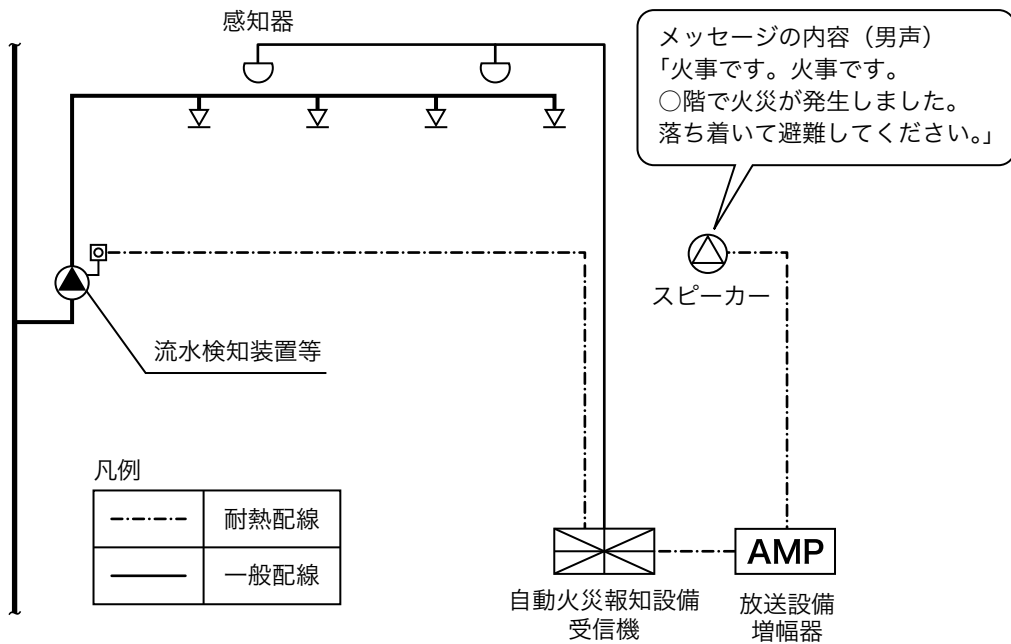 感知器
メッセージの内容（男声）
「火事です。火事です。
○階で火災が発生しました。
落ち着いて避難してください。」
スピーカー
流水検知装置等
凡例
耐熱配線
一般配線
AMP
自動火災報知設備
受信機
放送設備
増幅器